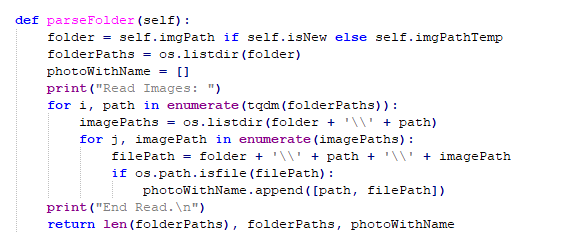 def parseFolder(self):
    folder = self.imgPath if self.isNew else self.imgPathTemp
    folderPaths = os.listdir(folder)
    photoWithName = []
    print("Read Images: ")
    for i, path in enumerate(tqdm(folderPaths)):
        imagePaths = os.listdir(folder + '\\' + path)
        for j, imagePath in enumerate(imagePaths):
            filePath = folder + '\\' + path + '\\' + imagePath
            if os.path.isfile(filePath):
                photoWithName.append([path, filePath])
    print("End Read.\n")
    return len(folderPaths), folderPaths, photoWithName